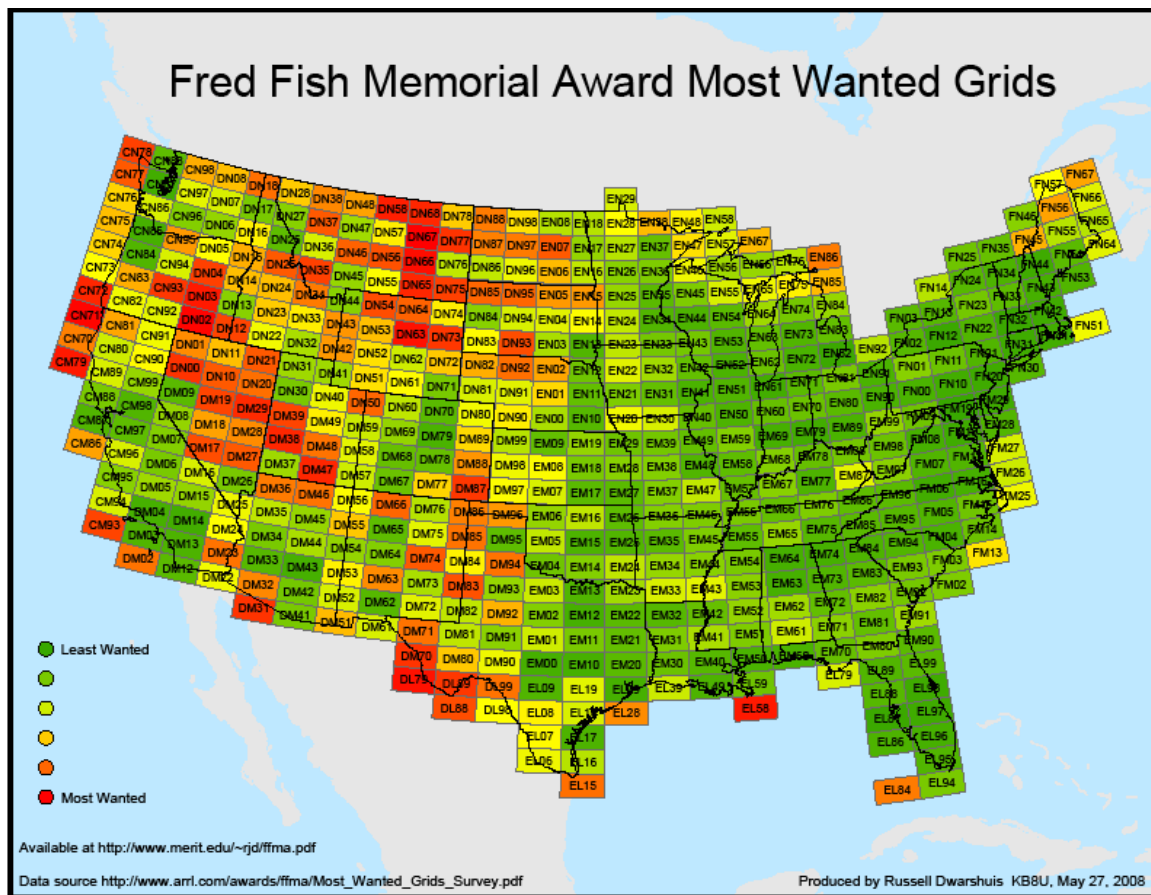 Fred Fish Memorial Award Most Wanted Grids
EN29
CN78 CN88 CN98 DN08 DN18 DN28 DN38 DN48 DN58 DN68 DN78 DN88 DN98 EN08 EN18 EN28 EN48 EN58
FN57 FN67
CN77 CN97 DN07 DN17 DN27 DN37 DN47 DN57 DN67 DN77 DN87 DN97 EN07 EN17 EN27 EN37 EN47 EN57 EN67
FN46 FN56 FN66
CN76 CN86 CN96 DN06 DN16 DN26 DN36 DN46 DN56 DN66 DN76 DN86 DN96 EN06 EN16 EN26 EN36 EN46 EN56 EN66 EN76 EN86
FN25 FN35 FN45 FN55 FN65
CN75 CN85 CN95 DN05 DN15 DN25 DN35 DN45 DN55 DN65 DN75 DN85 DN95 EN05 EN15 EN25 EN35 EN45 EN55 EN65 EN75 EN85
FN14 FN24 FN34 FN44 FN54 FN64
CN74 CN84 CN94 DN04 DN14 DN24 DN34 DN44 DN54 DN64 DN74 DN84 DN94 EN04 EN14 EN24 EN34 EN44 EN54 EN64 EN74 EN84
FN03 FN13 FN23 FN33 FN43 FN53
CN73 CN83 CN93 DN03 DN13 DN23 DN33 DN43 DN53 DN63 DN73 DN83 DN93 EN03 EN13 EN23 EN33 EN43 EN53 EN63 EN73 EN83
EN92 FN02 FN12 FN22 FN32 FN42
CN72 CN82 CN92 DN02 DN12 DN22 DN32 DN42 DN52 DN62 DN72 DN82 DN92 EN02 EN12 EN22 EN32 EN42 EN52 EN62 EN72 EN82
EN91 FN01 FN11 FN21 FN31 FN41 FN51
CN71 CN81 CN91 DN01 DN11 DN21 DN31 DN41 DN51 DN61 DN71 DN81 DN91 EN01 EN11 EN21 EN31 EN41 EN51 EN61 EN71 EN81
CN70 CN80 CN90 DN00 DN10 DN20 DN30 DN40 DN50 DN60 DN70 DN80 DN90 EN00 EN10 EN20 EN30 EN40 EN50 EN60 EN70 EN80 EN90 FN00 FN10 FN20 FN30
CM79 CM89 CM99 DM09 DM19 DM29 DM39 DM49 DM59 DM69 DM79 DM89 DM99 EM09 EM19 EM29 EM39 EM49 EM59 EM69 EM79 EM89 EM99 FM09 FM19 FM29
CM88 CM98 DM08 DM18 DM28 DM38 DM48 DM58 DM68 DM78 DM88 DM98 EM08 EM18 EM28 EM38 EM48 EM58 EM68 EM78 EM88 EM98 FM08 FM18 FM28
CM87 CM97 DM07 DM17 DM27 DM37 DM47 DM57 DM67 DM77 DM87 DM97 EM07 EM17 EM27 EM37 EM47 EM57 EM67 EM77 EM87 EM97 FM07 FM17 FM27
CM86 CM96 DM06 DM16 DM26 DM36 DM46 DM56 DM66 DM76 DM86 DM96 EM06 EM16 EM26 EM36 EM46 EM56 EM66 EM76 EM86 EM96 FM06 FM16 FM26
CM95 DM05 DM15 DM25 DM35 DM45 DM55 DM65 DM75 DM85 DM95 EM05 EM15 EM25 EM35 EM45 EM55 EM65 EM75 EM85 EM95 FM05 FM15 FM25
CM94 DM04 DM14 DM24 DM34 DM44 DM54 DM64 DM74 DM84 DM94 EM04 EM14 EM24 EM34 EM44 EM54 EM64 EM74 EM84 EM94 FM04 FM14
CM93 DM03 DM13 DM23 DM33 DM43 DM53 DM63 DM73 DM83 DM93 EM03 EM13 EM23 EM33 EM43 EM53 EM63 EM73 EM83 EM93 FM03 FM13
DM02 DM12 DM22 DM32 DM42 DM52 DM62 DM72 DM82 DM92 EM02 EM12 EM22 EM32 EM42 EM52 EM62 EM72 EM82 EM92 FM02
DM31 DM41 DM51 DM61 DM71 DM81 DM91 EM01 EM11 EM21 EM31 EM41 EM51 EM61 EM71 EM81 EM91
DM70 DM80 DM90 EM00 EM10 EM20 EM30 EM40 EM50 EM60 EM70 EM80 EM90
DL79 DL89 DL99 EL09 EL19 EL29 EL39 EL49 EL59 EL79 EL89 EL99
DL88 DL98 EL08 EL18 EL28 EL58 EL88 EL98
EL07 EL17 EL87 EL97
EL06 EL16 EL86 EL96
EL15 EL95
EL84 EL94
Least Wanted
Most Wanted
Available at http://www.merit.edu/~rjd/ffma.pdf
Data source http://www.arrl.com/awards/ffma/Most_Wanted_Grids_Survey.pdf
Produced by Russell Dwarshuis KB8U, May 27, 2008